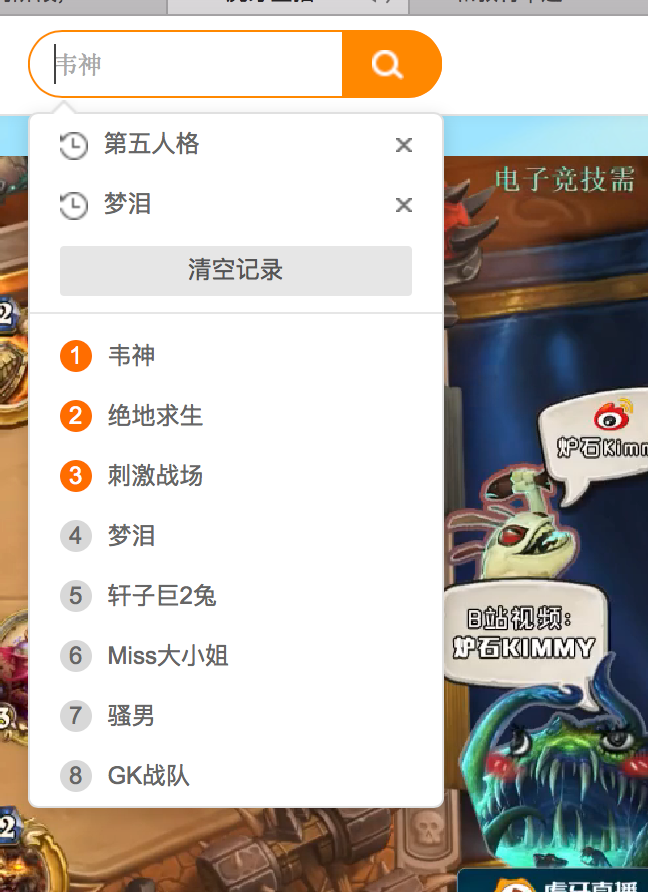 韦神
第五人格
梦泪
清空记录
1 韦神
2 绝地求生
3 刺激战场
4 梦泪
5 轩子巨2兔
6 Miss大小姐
7 骚男
8 GK战队
电子竞技需
炉石Kimm
B站视频:
炉石KIMMY
虎牙直播
2
3
2